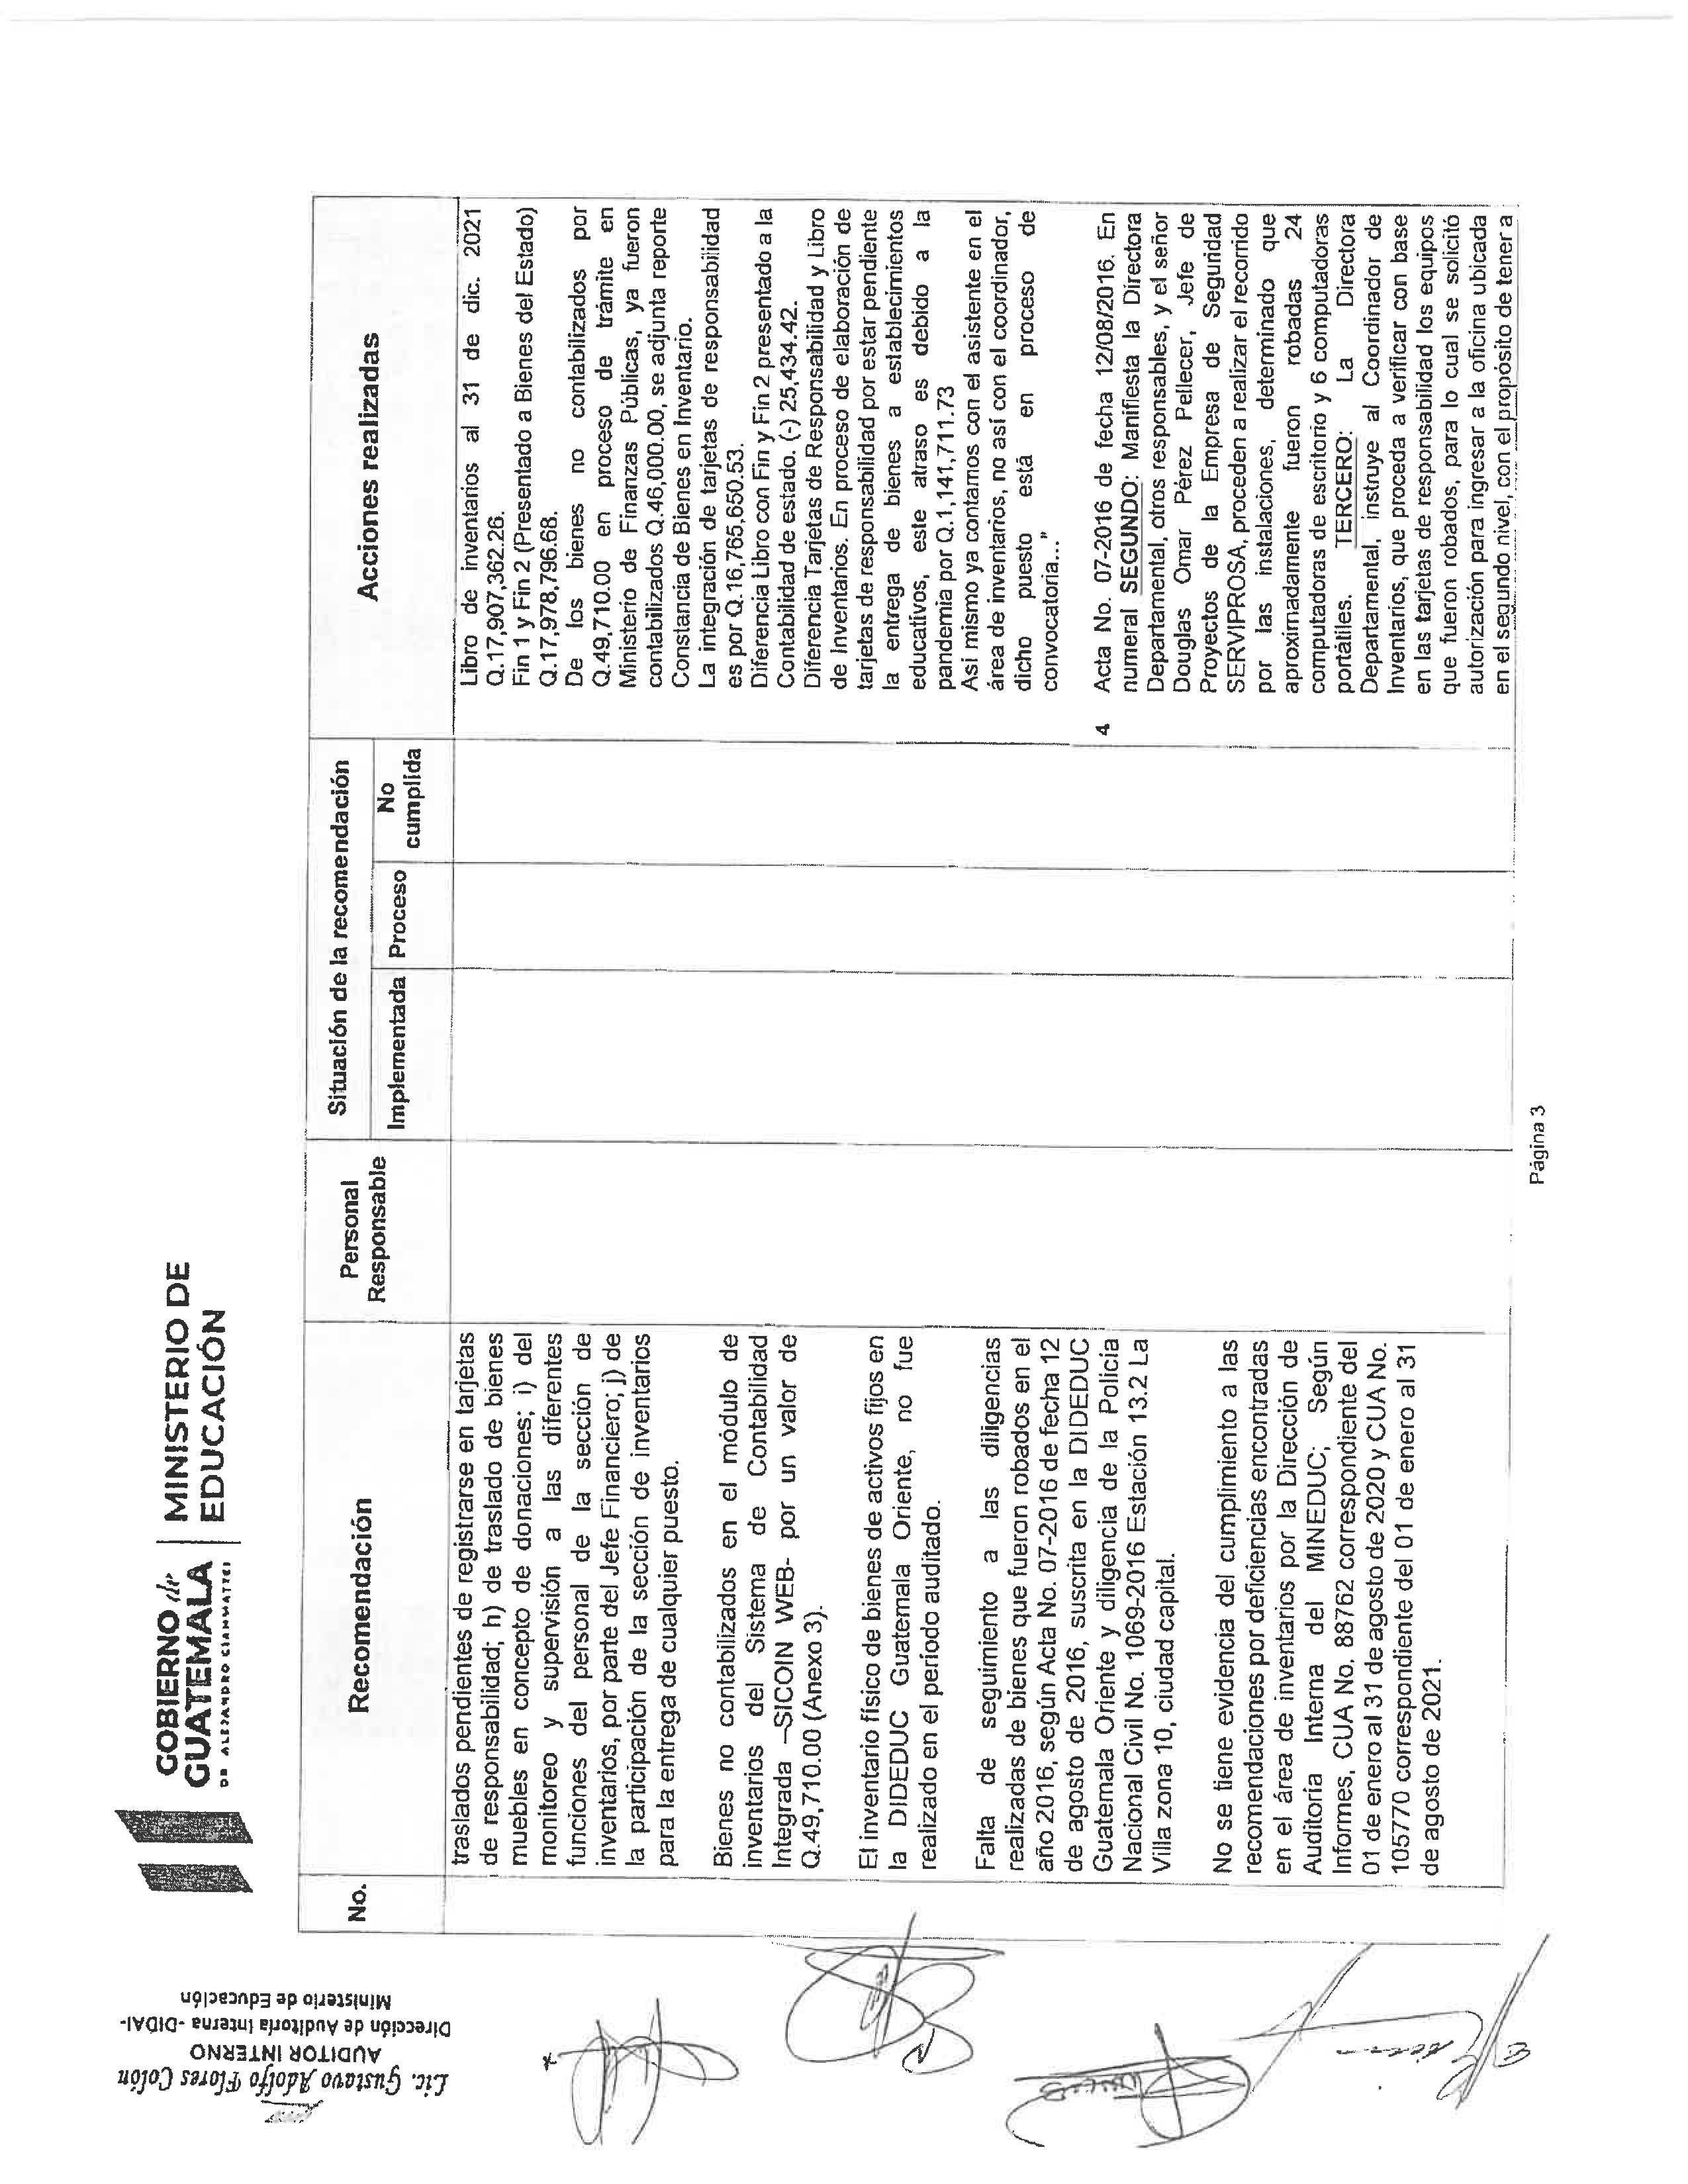 GOBIERNO de
GUATEMALA
DR. ALEJANDRO GIAMMATTEI
MINISTERIO DE
EDUCACIÓN
No.
Recomendación
Personal
Responsable
Situación de la recomendación
Implementada
Proceso
No
cumplida
Acciones realizadas
traslados pendientes de registrarse en tarjetas
de responsabilidad; h) de traslado de bienes
muebles en concepto de donaciones; i) del
monitoreo y supervisión a las diferentes
funciones del personal de la sección de
inventarios, por parte del Jefe Financiero; j) de
la participación de la sección de inventarios
para la entrega de cualquier puesto.
Bienes no contabilizados en el módulo de
inventarios del Sistema de Contabilidad
Integrada –SICOIN WEB- por un valor de
Q.49,710.00 (Anexo 3).
El inventario físico de bienes de activos fijos en
la DIDEDUC Guatemala Oriente, no fue
realizado en el período auditado.
Falta de seguimiento a las diligencias
realizadas de bienes que fueron robados en el
año 2016, según Acta No. 07-2016 de fecha 12
de agosto de 2016, suscrita en la DIDEDUC
Guatemala Oriente y diligencia de la Policía
Nacional Civil No. 1069-2016 Estación 13.2 La
Villa zona 10, ciudad capital.
No se tiene evidencia del cumplimiento a las
recomendaciones por deficiencias encontradas
en el área de inventarios por la Dirección de
Auditoría Interna del MINEDUC; Según
Informes, CUA No. 88762 correspondiente del
01 de enero al 31 de agosto de 2020 y CUA No.
105770 correspondiente del 01 de enero al 31
de agosto de 2021.
Libro de inventarios al 31 de dic. 2021
Q.17,907,362.26.
Fin 1 y Fin 2 (Presentado a Bienes del Estado)
Q.17,978,796.68.
De los bienes no contabilizados por
Q.49,710.00 en proceso de trámite en
Ministerio de Finanzas Públicas, ya fueron
contabilizados Q.46,000.00, se adjunta reporte
Constancia de Bienes en Inventario.
La integración de tarjetas de responsabilidad
es por Q.16,765,650.53.
Diferencia Libro con Fin y Fin 2 presentado a la
Contabilidad de estado. (-) 25,434.42.
Diferencia Tarjetas de Responsabilidad y Libro
de Inventarios. En proceso de elaboración de
tarjetas de responsabilidad por estar pendiente
la entrega de bienes a establecimientos
educativos, este atraso es debido a la
pandemia por Q.1,141,711.73
Así mismo ya contamos con el asistente en el
área de inventarios, no así con el coordinador,
dicho puesto está en proceso de
convocatoria..."
4 Acta No. 07-2016 de fecha 12/08/2016. En
numeral SEGUNDO: Manifiesta la Directora
Departamental, otros responsables, y el señor
Douglas Omar Pérez Pellecer, Jefe de
Proyectos de la Empresa de Seguridad
SERVIPROSA, proceden a realizar el recorrido
por las instalaciones, determinado que
aproximadamente fueron robadas 24
computadoras de escritorio y 6 computadoras
portátiles. TERCERO: La Directora
Departamental, instruye al Coordinador de
Inventarios, que proceda a verificar con base
en las tarjetas de responsabilidad los equipos
que fueron robados, para lo cual se solicitó
autorización para ingresar a la oficina ubicada
en el segundo nivel, con el propósito de tener a
Página 3
Lic. Gustavo Adolfo Flores Colón
AUDITOR INTERNO
Dirección de Auditoría Interna -DIDAI-
Ministerio de Educación